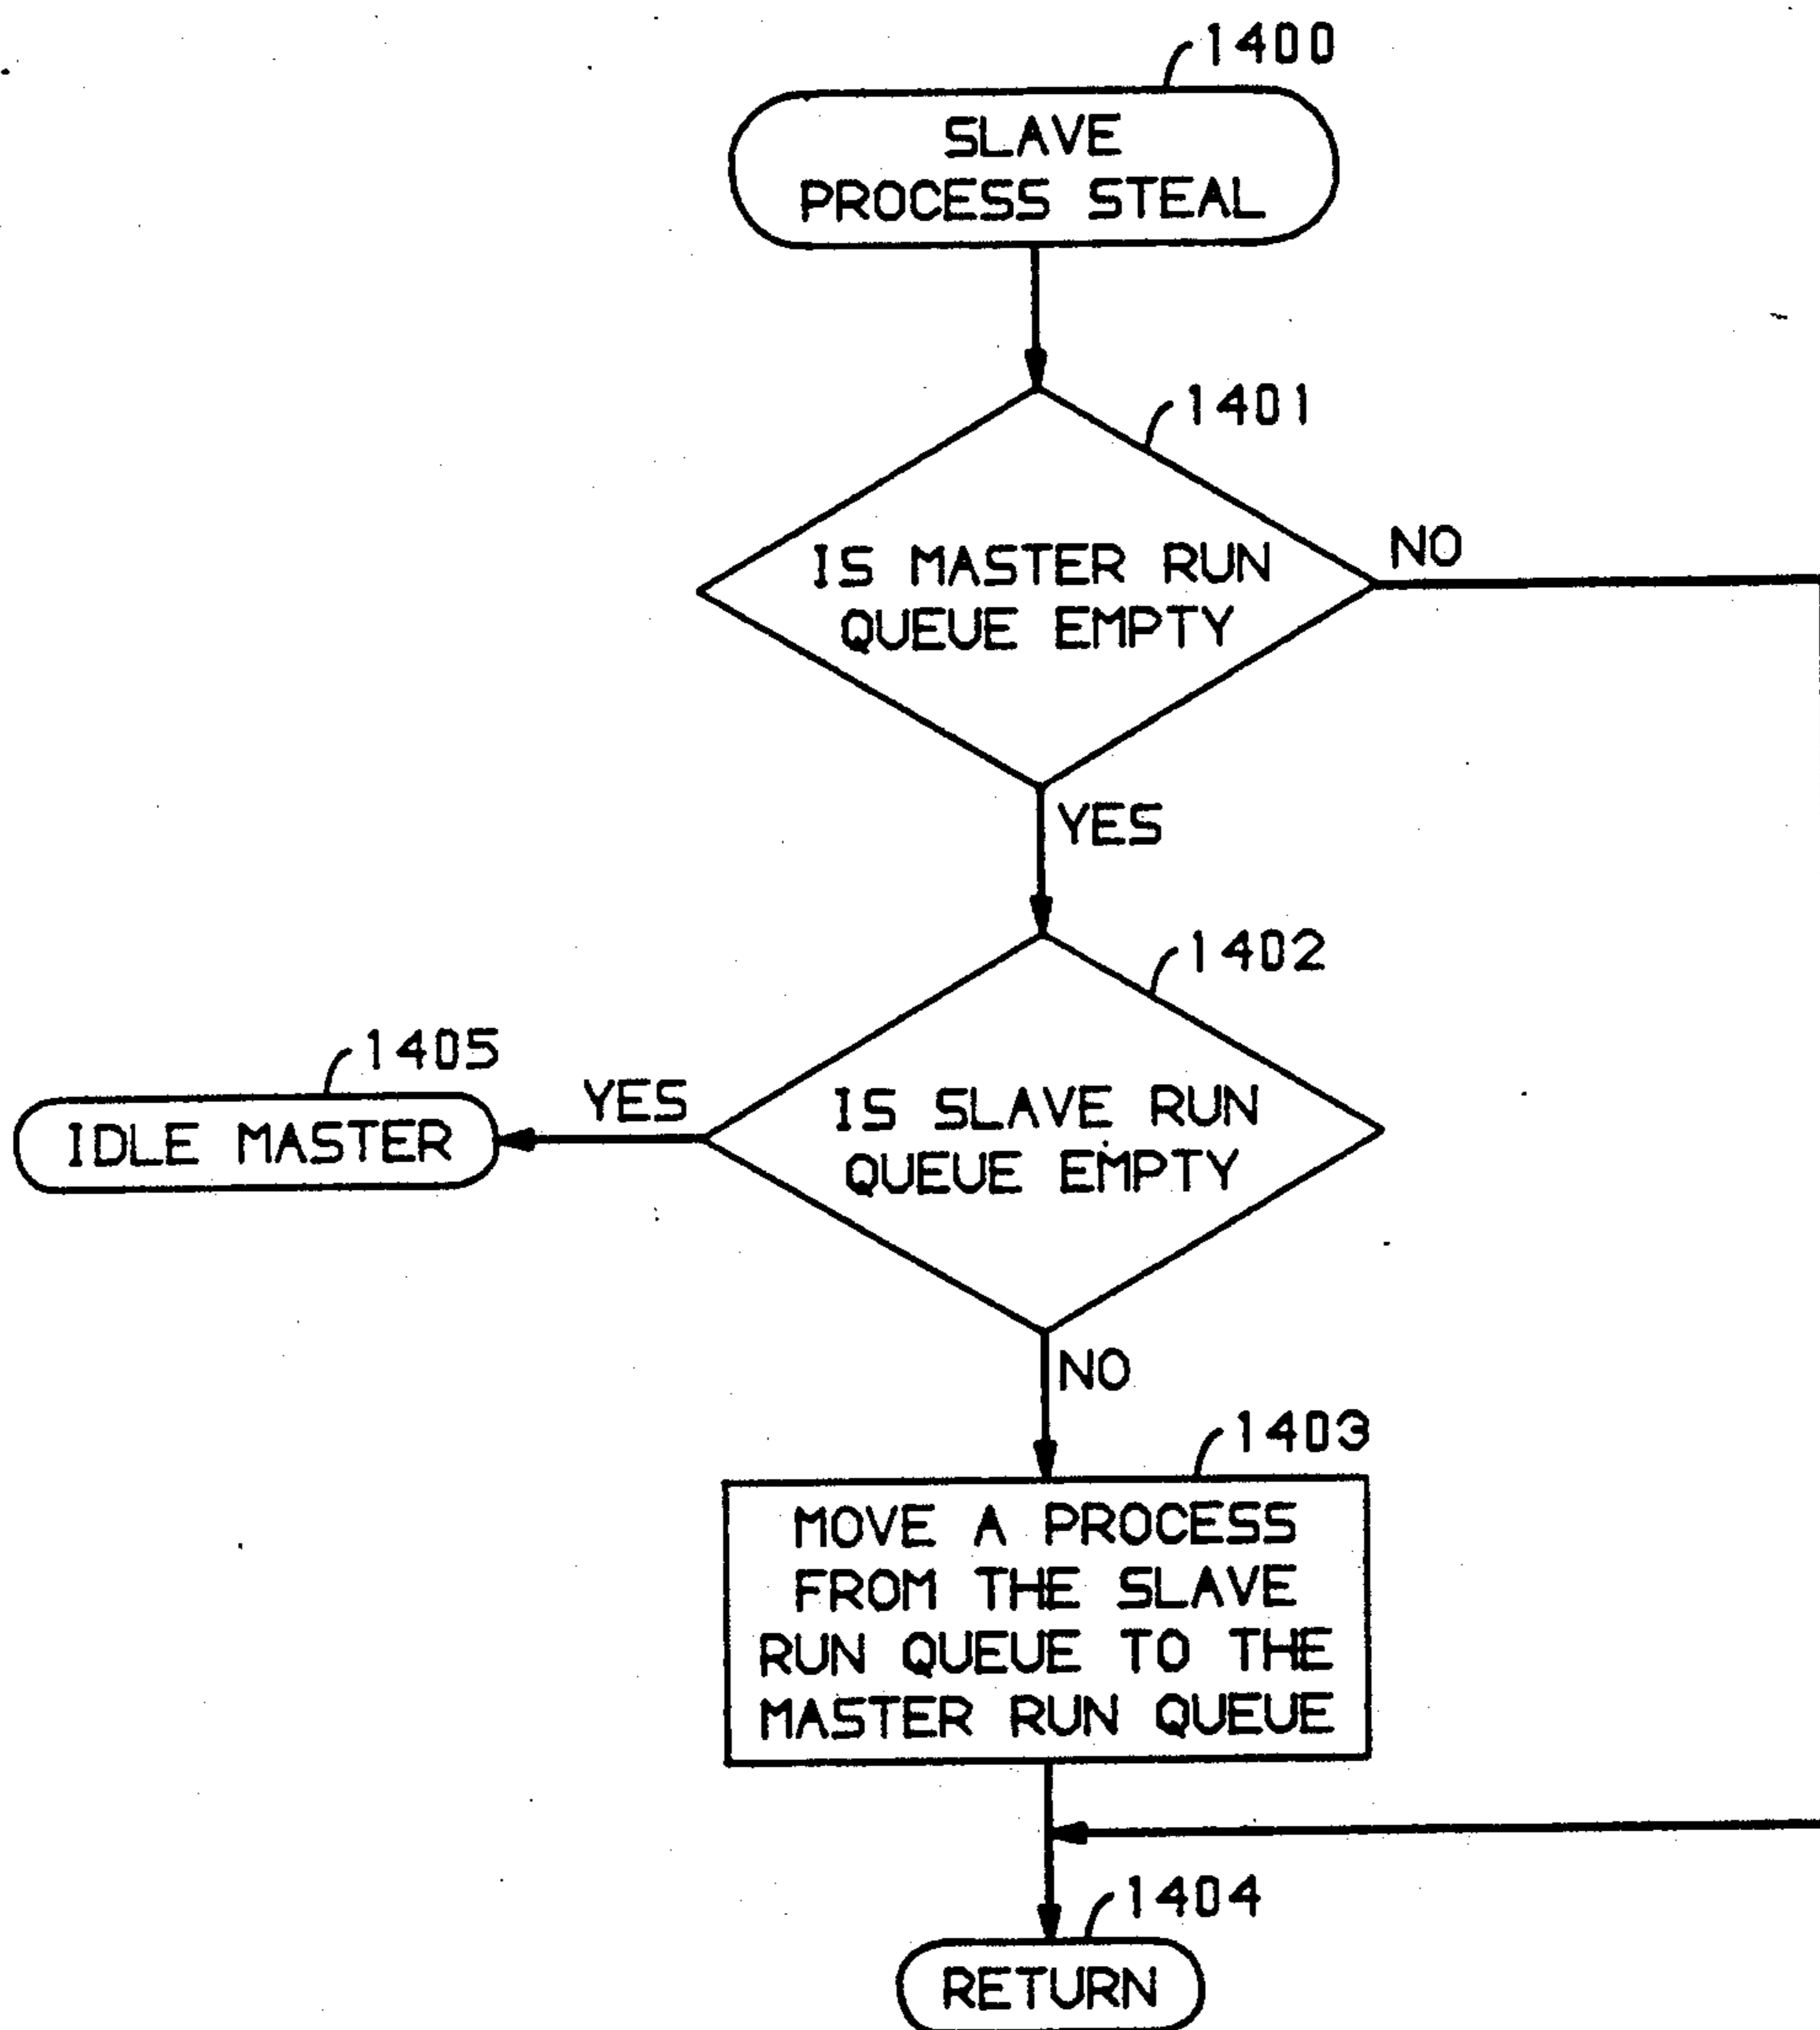 1400
SLAVE
PROCESS STEAL
1401
IS MASTER RUN
QUEUE EMPTY
NO
YES
1402
1405
YES
IDLE MASTER
IS SLAVE RUN
QUEUE EMPTY
NO
1403
MOVE A PROCESS
FROM THE SLAVE
RUN QUEUE TO THE
MASTER RUN QUEUE
1404
RETURN